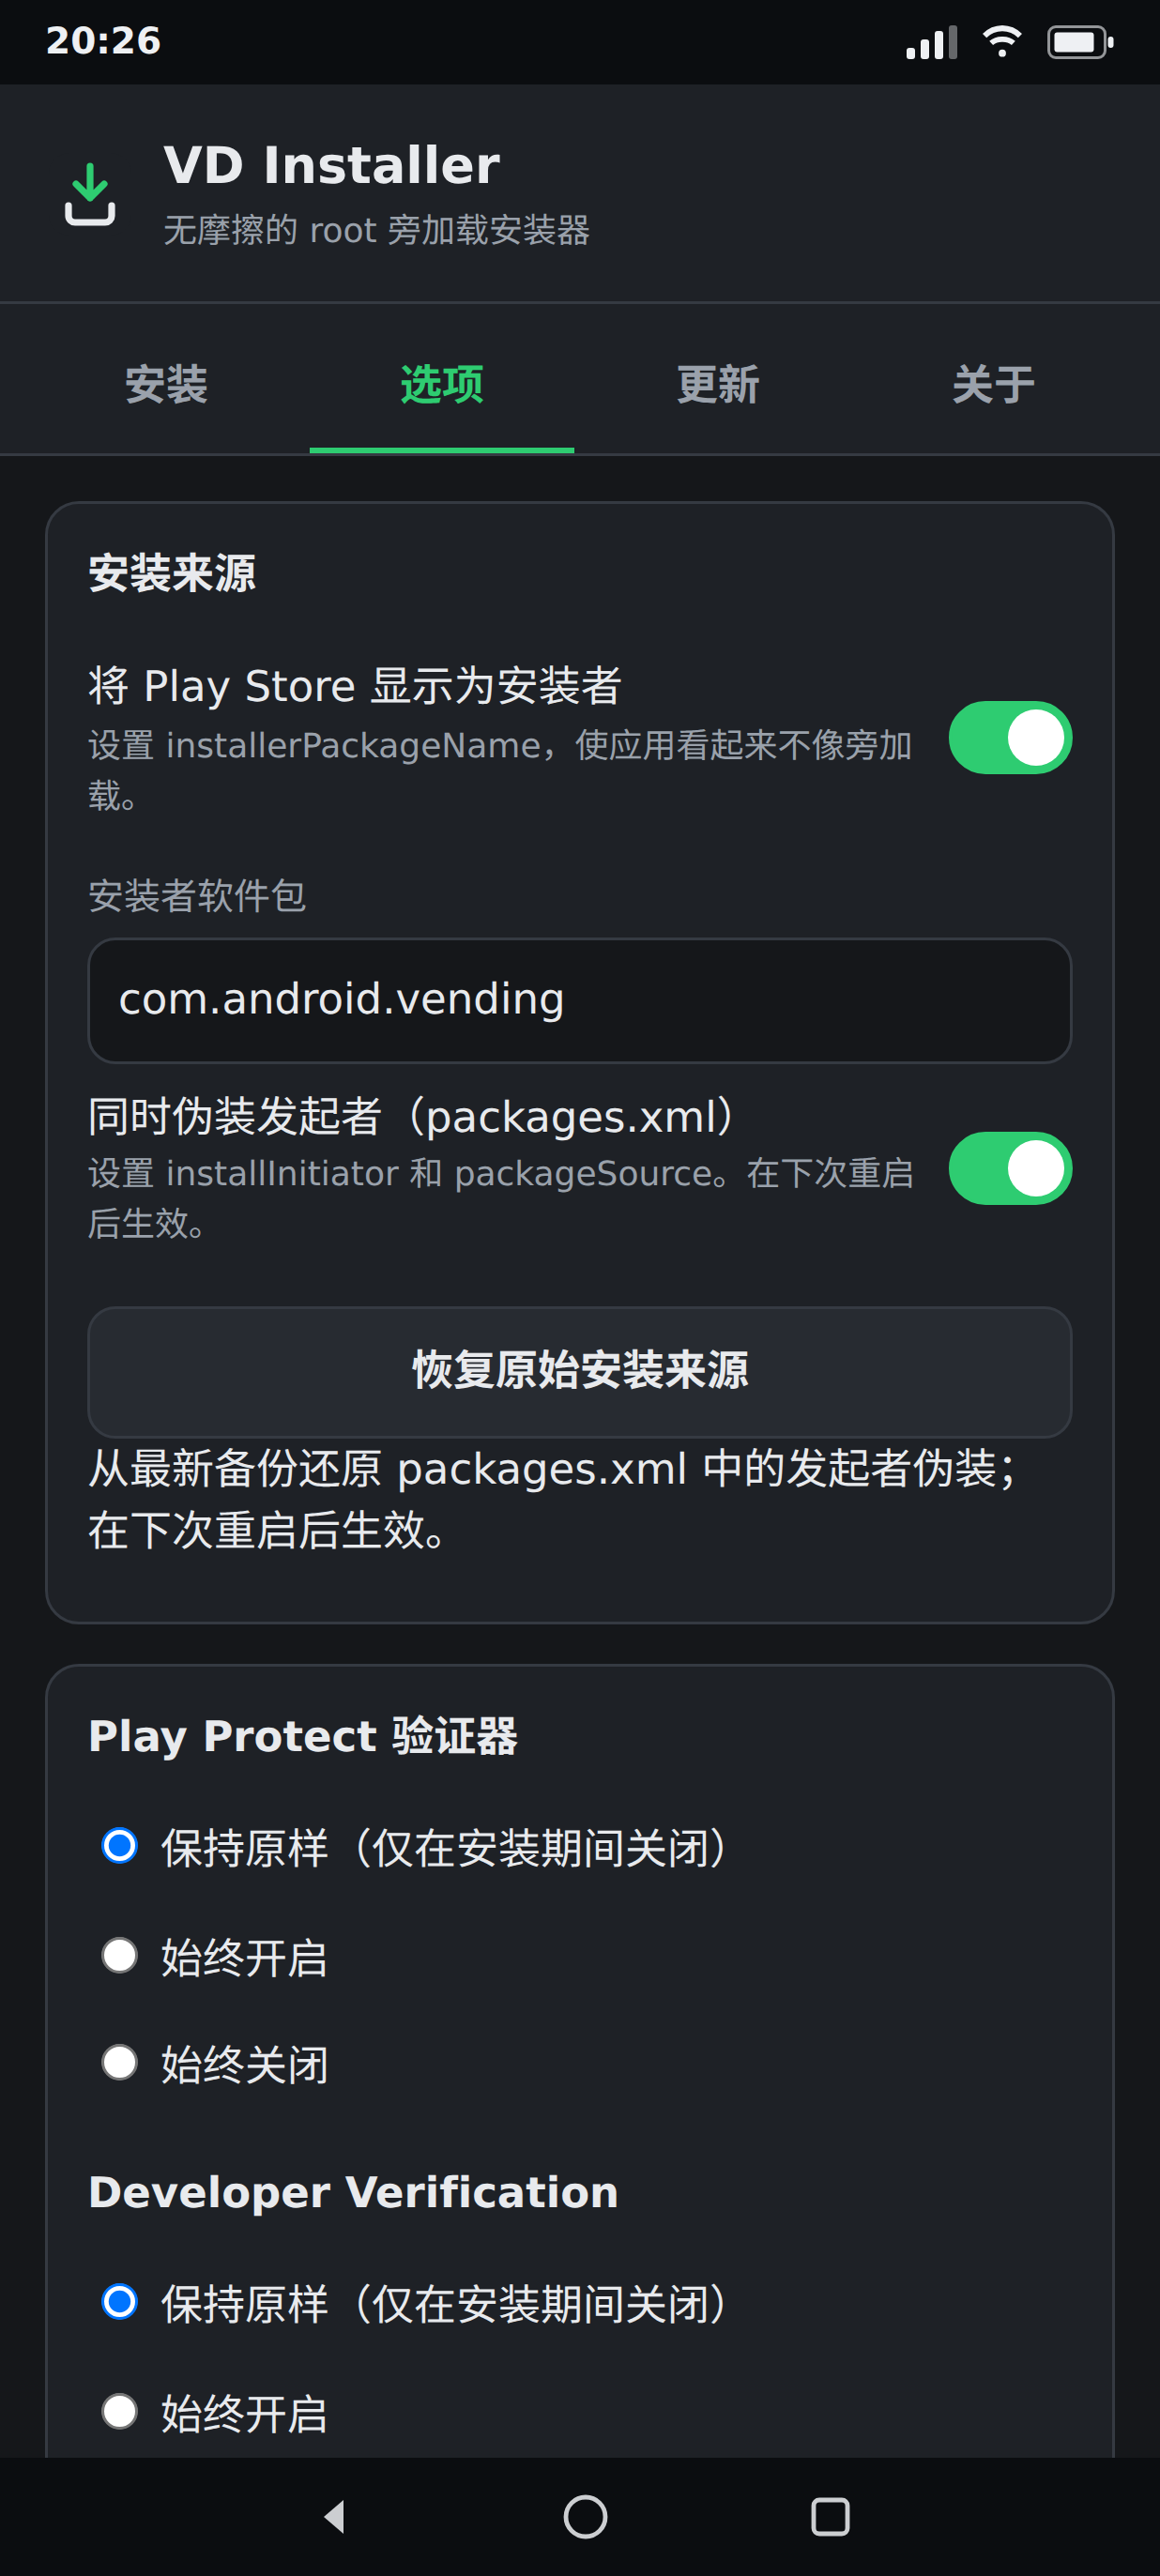 20:26
VD Installer
无摩擦的 root 旁加载安装器
安装
选项
更新
关于
安装来源
将 Play Store 显示为安装者
设置 installerPackageName，使应用看起来不像旁加
载。
安装者软件包
com.android.vending
同时伪装发起者（packages.xml）
设置 installInitiator 和 packageSource。在下次重启
后生效。
恢复原始安装来源
从最新备份还原 packages.xml 中的发起者伪装；
在下次重启后生效。
Play Protect 验证器
保持原样（仅在安装期间关闭）
始终开启
始终关闭
Developer Verification
保持原样（仅在安装期间关闭）
始终开启